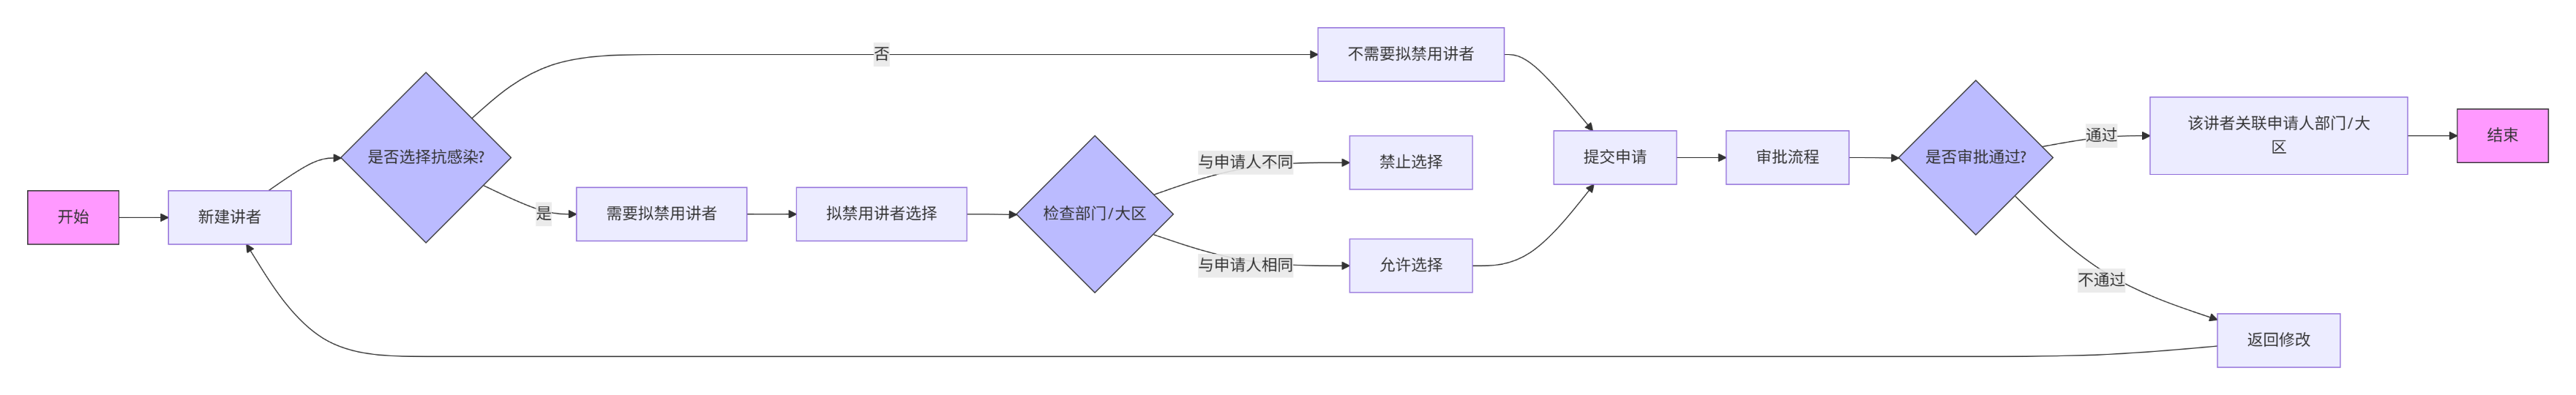 开始
新建讲者
是否选择抗感染?
否
是
不需要拟禁用讲者
需要拟禁用讲者
拟禁用讲者选择
检查部门/大区
与申请人不同
与申请人相同
禁止选择
允许选择
提交申请
审批流程
是否审批通过?
通过
不通过
该讲者关联申请人部门/大
区
返回修改
结束